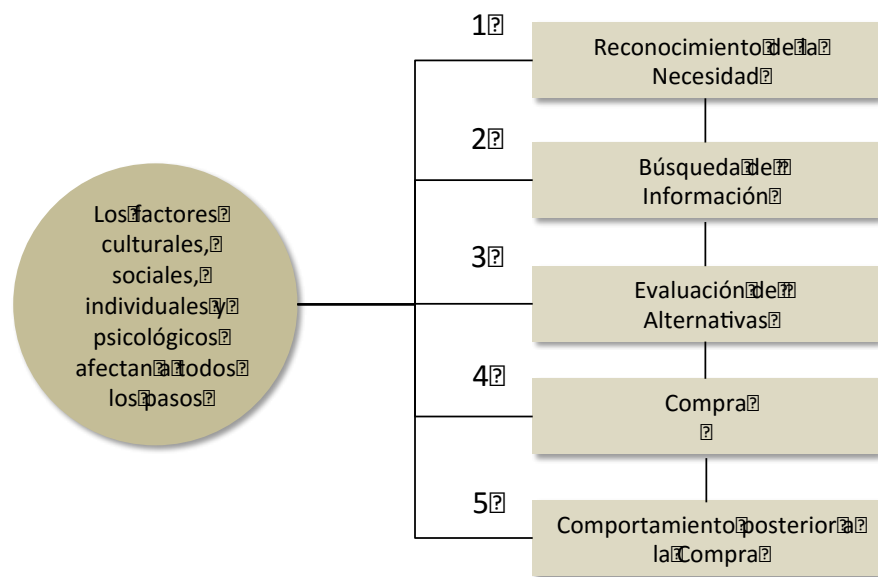 1
Reconocimiento de la
Necesidad
2
Búsqueda de
Información
3
Evaluación de
Alternativas
4
Compra
5
Comportamiento posterior a
la Compra
Los factores
culturales,
sociales,
individuales y
psicológicos
afectan a todos
los pasos